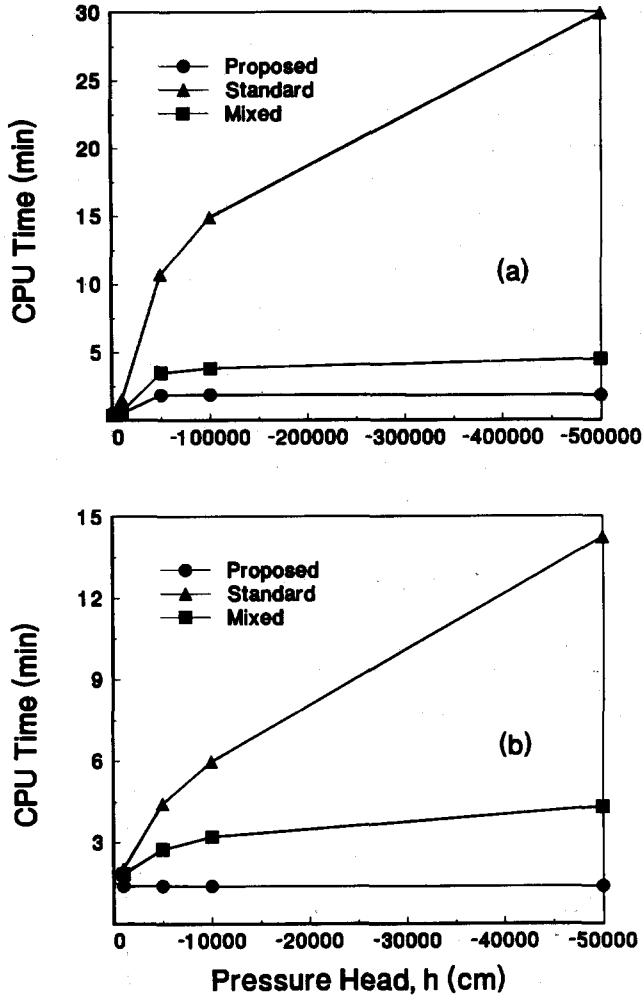 30
25
20
15
10
5
CPU Time (min)
Proposed
Standard
Mixed
(a)
0 -100000 -200000 -300000 -400000 -500000
15
12
9
6
3
CPU Time (min)
Proposed
Standard
Mixed
(b)
0 -10000 -20000 -30000 -40000 -50000
Pressure Head, h (cm)